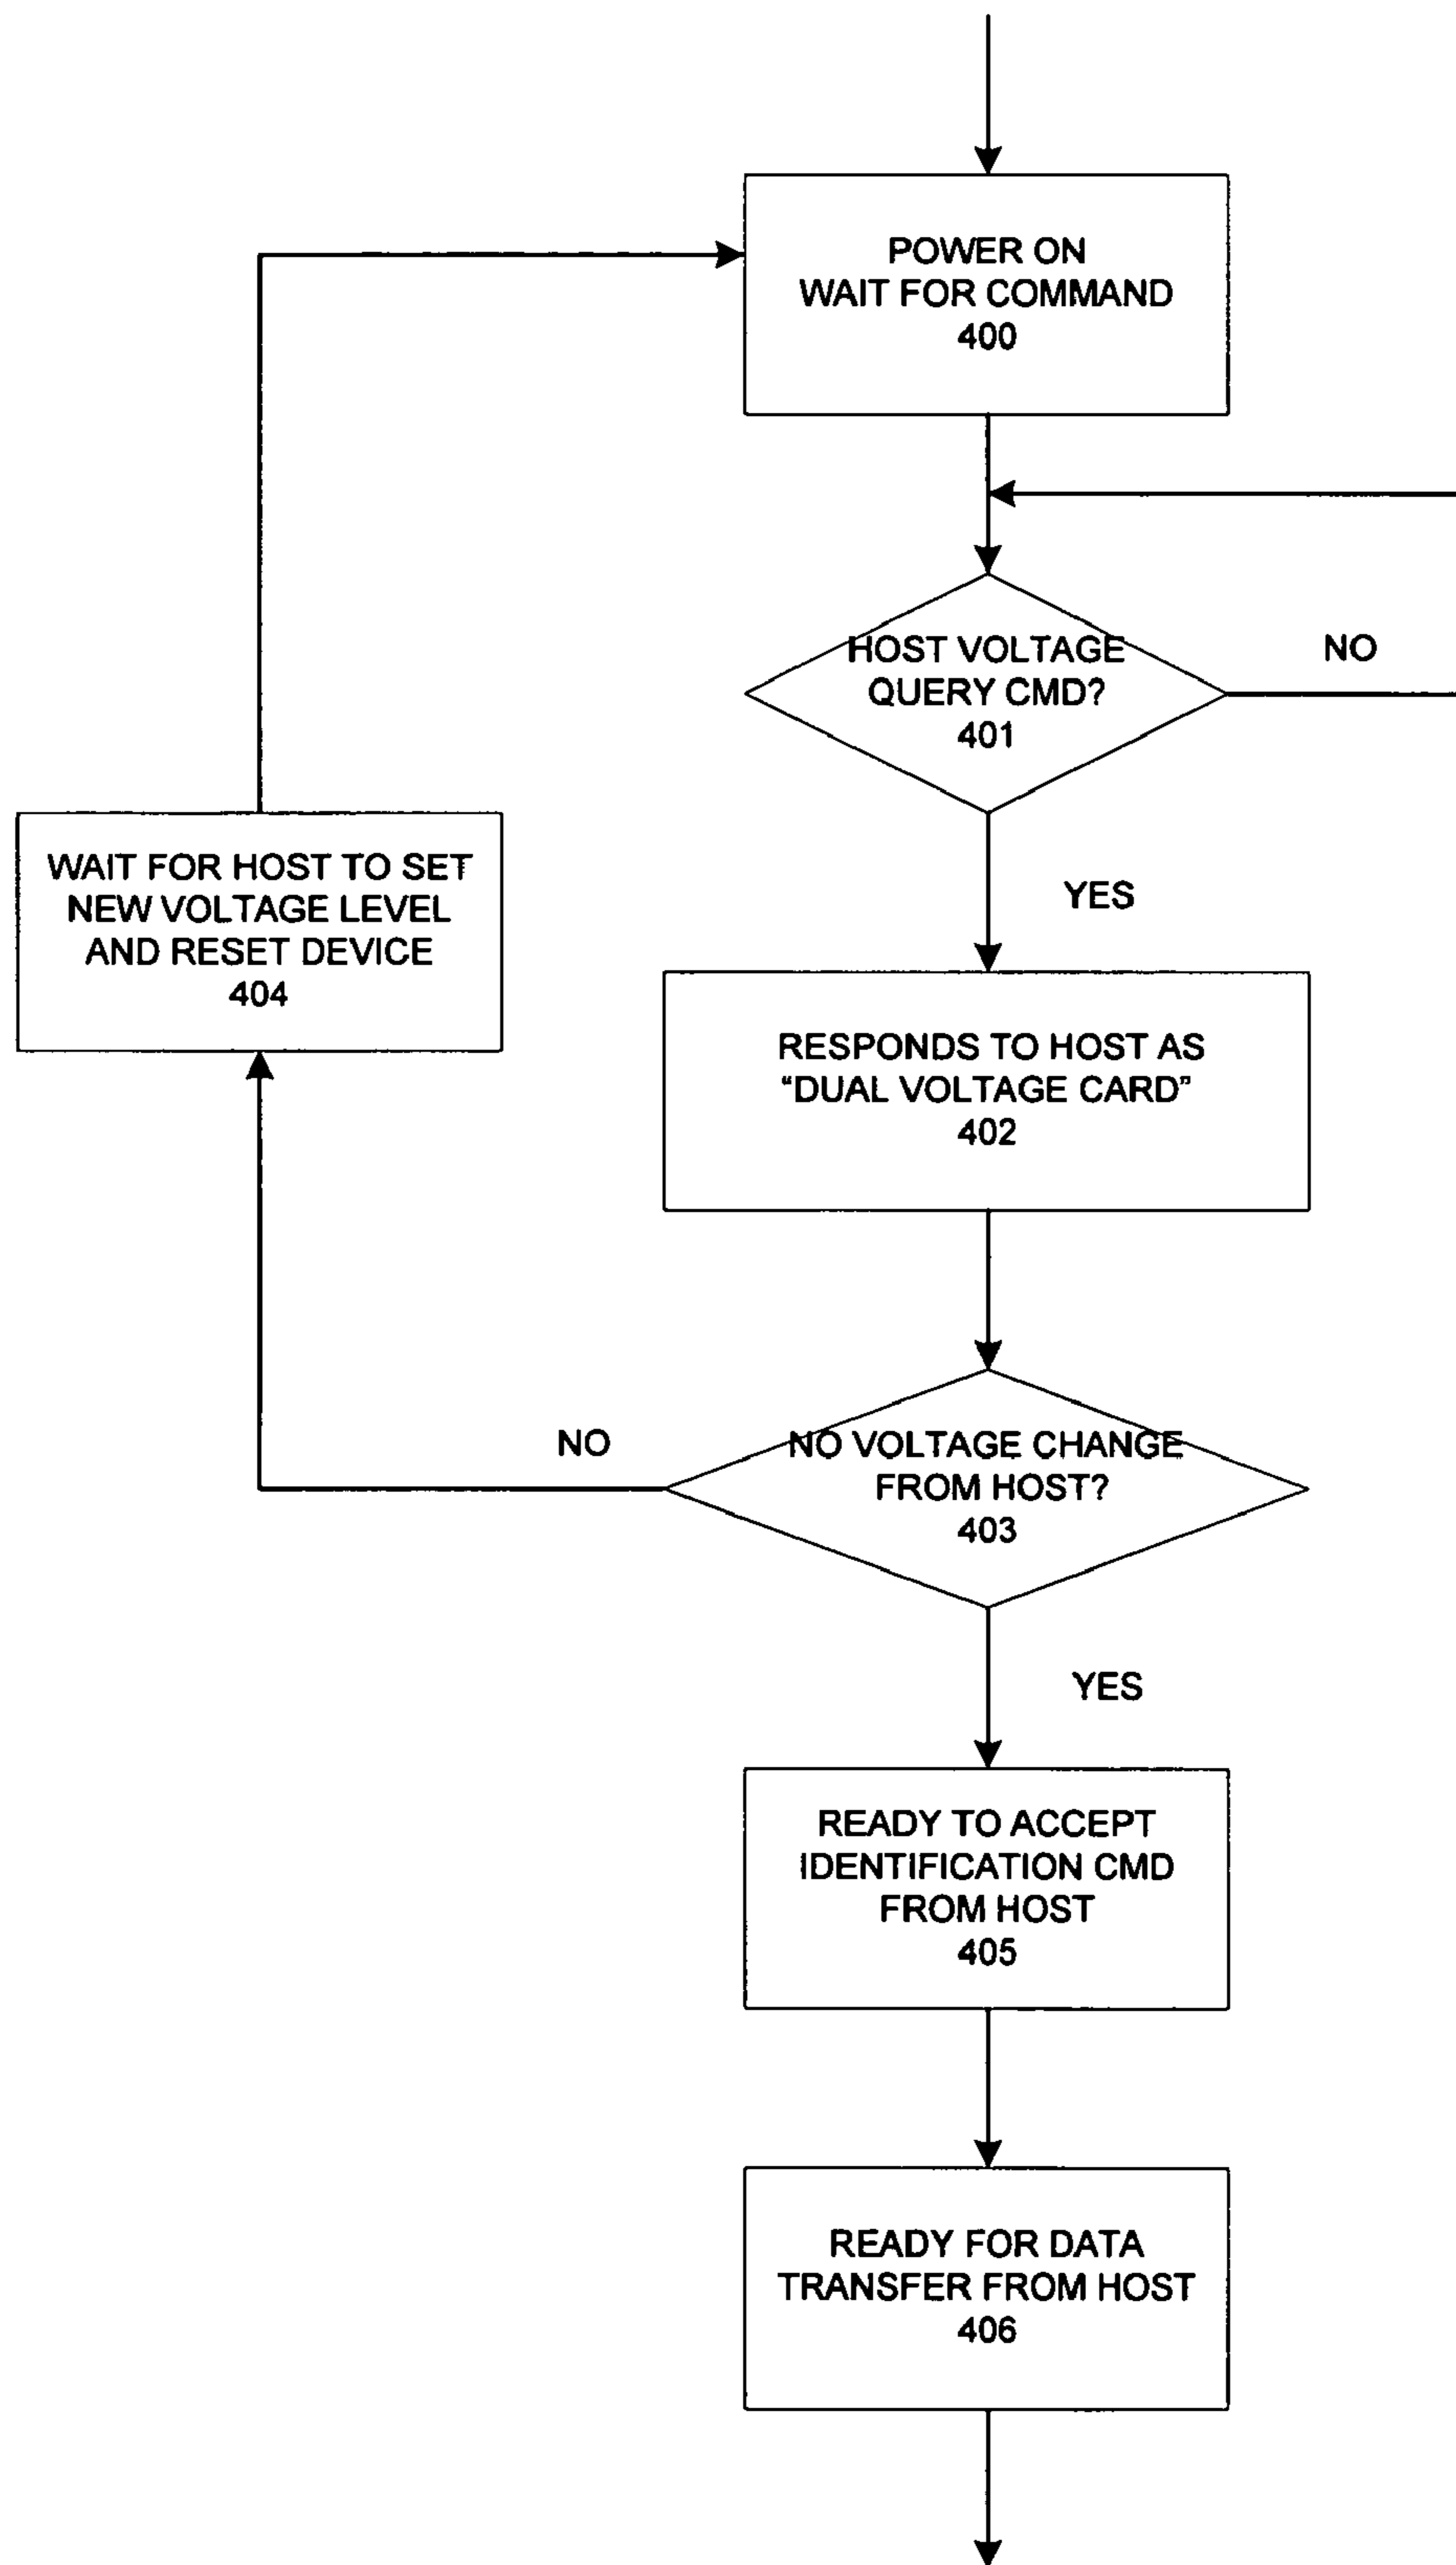 POWER ON
WAIT FOR COMMAND
400
HOST VOLTAGE
QUERY CMD?
401
NO
YES
WAIT FOR HOST TO SET
NEW VOLTAGE LEVEL
AND RESET DEVICE
404
RESPONDS TO HOST AS
“DUAL VOLTAGE CARD”
402
NO VOLTAGE CHANGE
FROM HOST?
403
NO
YES
READY TO ACCEPT
IDENTIFICATION CMD
FROM HOST
405
READY FOR DATA
TRANSFER FROM HOST
406